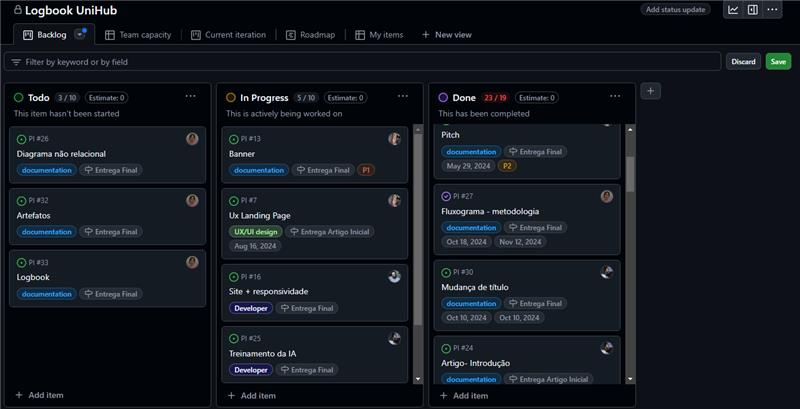 Logbook UniHub
Add status update
Backlog
Team capacity
Current iteration
Roadmap
My items
+ New view
Filter by keyword or by field
Discard
Save
Todo 3 / 10 Estimate: 0
This item hasn't been started
PI #26
Diagrama não relacional
documentation Entrega Final
PI #32
Artefatos
documentation Entrega Final
PI #33
Logbook
documentation Entrega Final
+ Add item
In Progress 5 / 10 Estimate: 0
This is actively being worked on
PI #13
Banner
documentation Entrega Final P1
PI #7
Ux Landing Page
UX/UI design Entrega Artigo Inicial
Aug 16, 2024
PI #16
Site + responsividade
Developer Entrega Final
PI #25
Treinamento da IA
Developer Entrega Final
+ Add item
Done 23 / 19 Estimate: 0
This has been completed
Pitch
documentation Entrega Final
May 29, 2024 P2
PI #27
Fluxograma - metodologia
documentation Entrega Final
Oct 18, 2024 Nov 12, 2024
PI #30
Mudança de título
documentation Entrega Final
Oct 10, 2024 Oct 10, 2024
PI #24
Artigo- Introdução
documentation Entrega Artigo Inicial
+ Add item